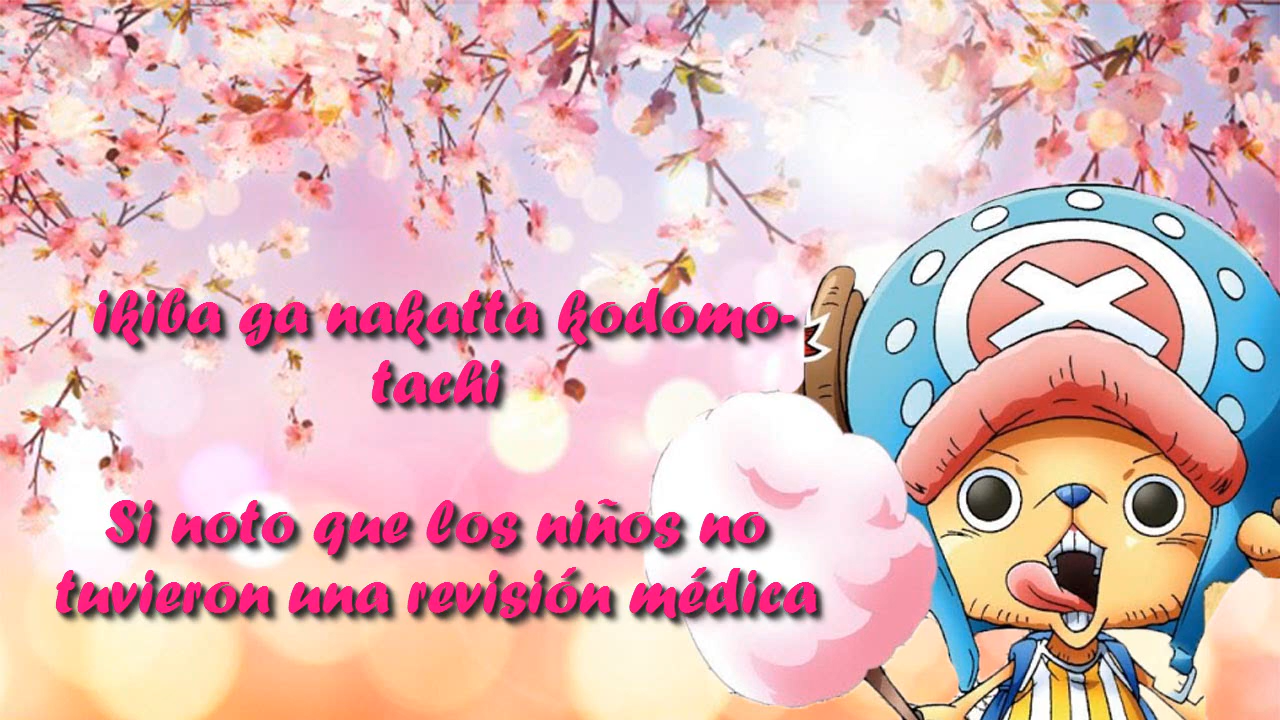 ikiba ga nakatta kodomo-
tachi
Si noto que los niños no
tuvieron una revisión médica